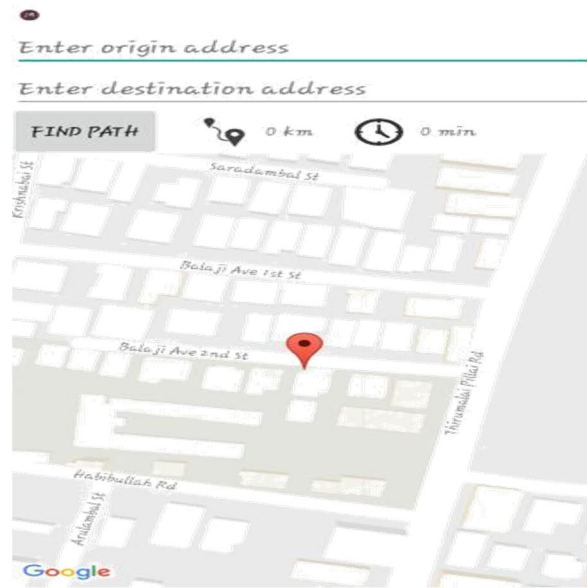 Enter origin address
Enter destination address
FIND PATH
0 km
0 min
Saradambal St
Krishnabai St
Balaji Ave 1st St
Balaji Ave 2nd St
Thirumalai Pillai Rd
Habibullah Rd
Arulambal St
Google